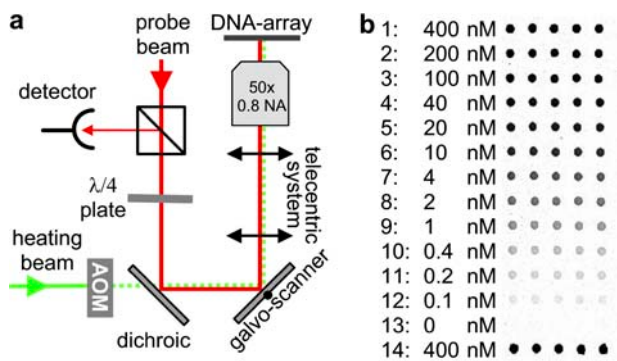 a
probe
beam
DNA-array
detector
50x
0.8 NA
λ/4
plate
telecentric
system
heating
beam
AOM
dichroic
galvo-scanner
b
1: 400 nM
2: 200 nM
3: 100 nM
4: 40 nM
5: 20 nM
6: 10 nM
7: 4 nM
8: 2 nM
9: 1 nM
10: 0.4 nM
11: 0.2 nM
12: 0.1 nM
13: 0 nM
14: 400 nM